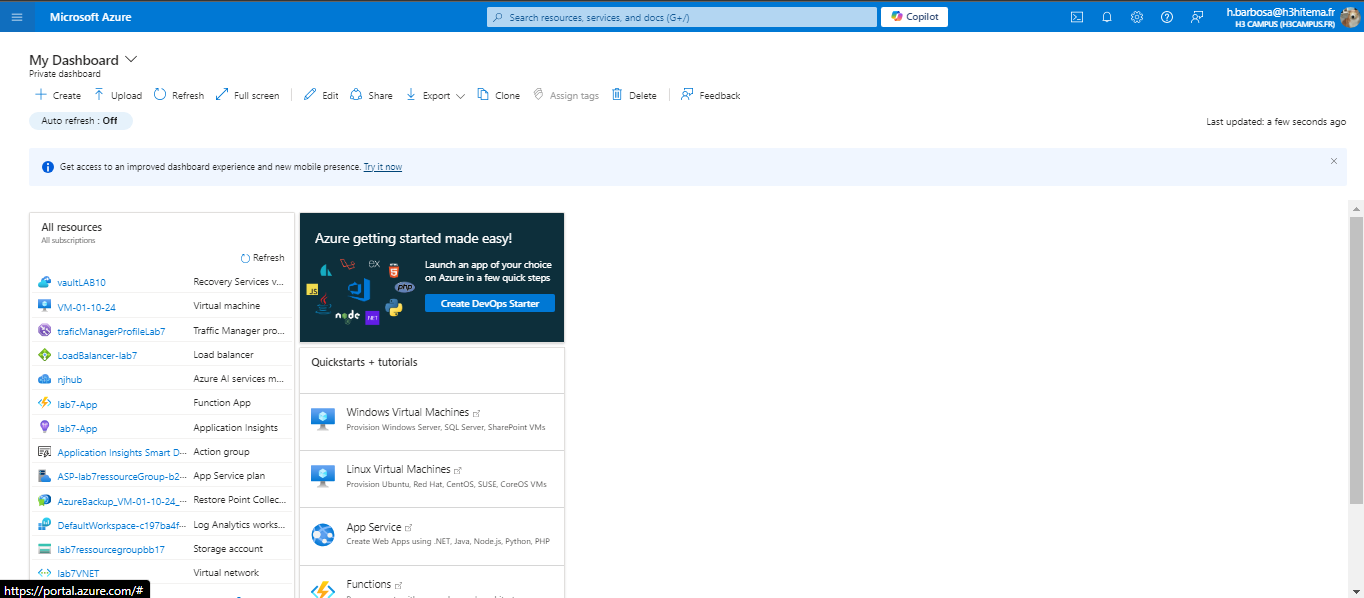 Microsoft Azure
Search resources, services, and docs (G+/)
Copilot
h.barbosa@h3hitema.fr
H3 CAMPUS (H3CAMPUS.FR)
My Dashboard
Private dashboard
Create Upload Refresh Full screen Edit Share Export Clone Assign tags Delete Feedback
Auto refresh : Off
Last updated: a few seconds ago
Get access to an improved dashboard experience and new mobile presence. Try it now
All resources
All subscriptions
Refresh
vaultLAB10 Recovery Services v...
VM-01-10-24 Virtual machine
traficManagerProfileLab7 Traffic Manager pro...
LoadBalancer-lab7 Load balancer
njhub Azure AI services m...
lab7-App Function App
lab7-App Application Insights
Application Insights Smart D... Action group
ASP-lab7ressourceGroup-b2... App Service plan
AzureBackup_VM-01-10-24_... Restore Point Collec...
DefaultWorkspace-c197ba4f... Log Analytics works...
lab7ressourcegroupbb17 Storage account
lab7VNET Virtual network
Azure getting started made easy!
Launch an app of your choice
on Azure in a few quick steps
Create DevOps Starter
JS
ex
5
php
node
NET
Quickstarts + tutorials
Windows Virtual Machines
Provision Windows Server, SQL Server, SharePoint VMs
Linux Virtual Machines
Provision Ubuntu, Red Hat, CentOS, SUSE, CoreOS VMs
App Service
Create Web Apps using .NET, Java, Node.js, Python, PHP
Functions
https://portal.azure.com/#